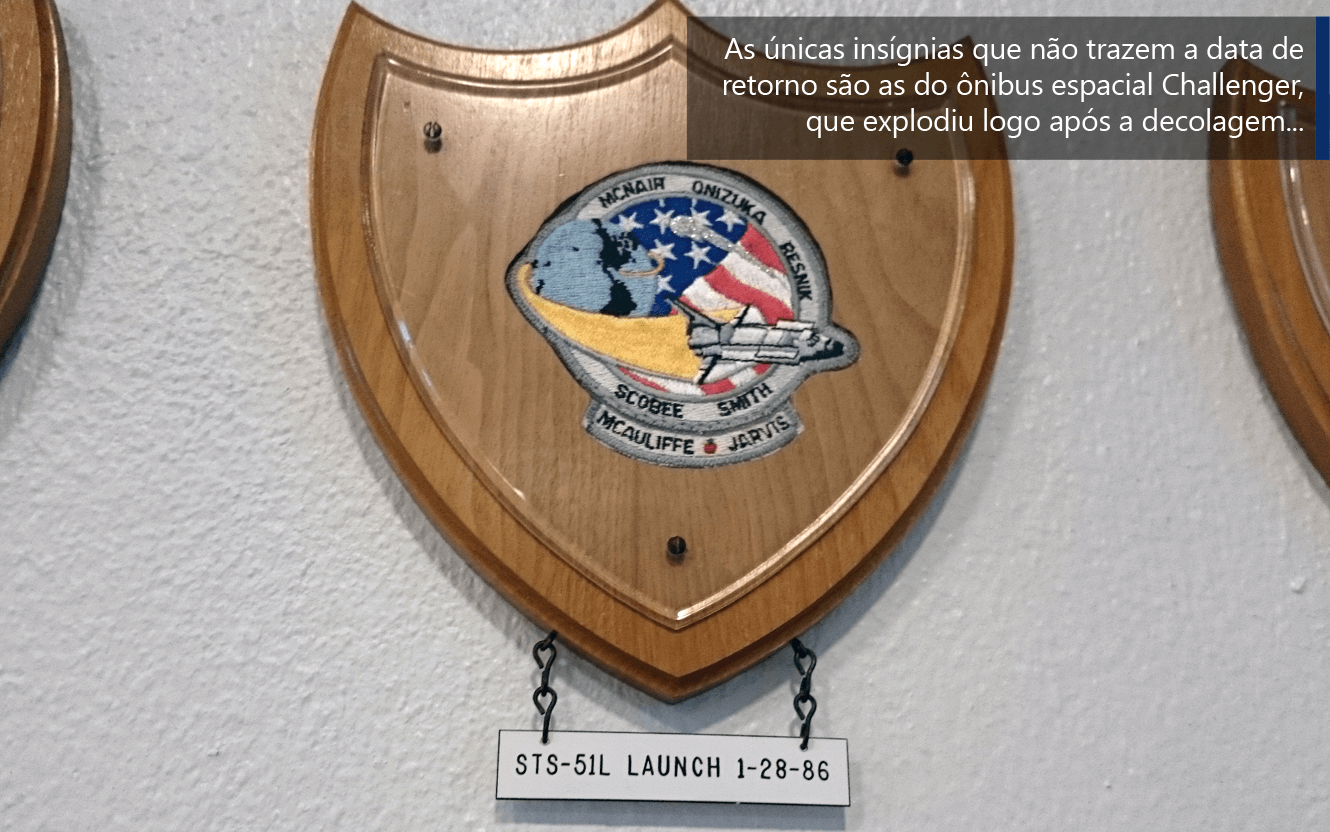 As únicas insígnias que não trazem a data de
retorno são as do ônibus espacial Challenger,
que explodiu logo após a decolagem...
MCNAIR ONIZUKA RESNIK
SCOBEE SMITH
MCAULIFFE JARVIS
STS-51L LAUNCH 1-28-86